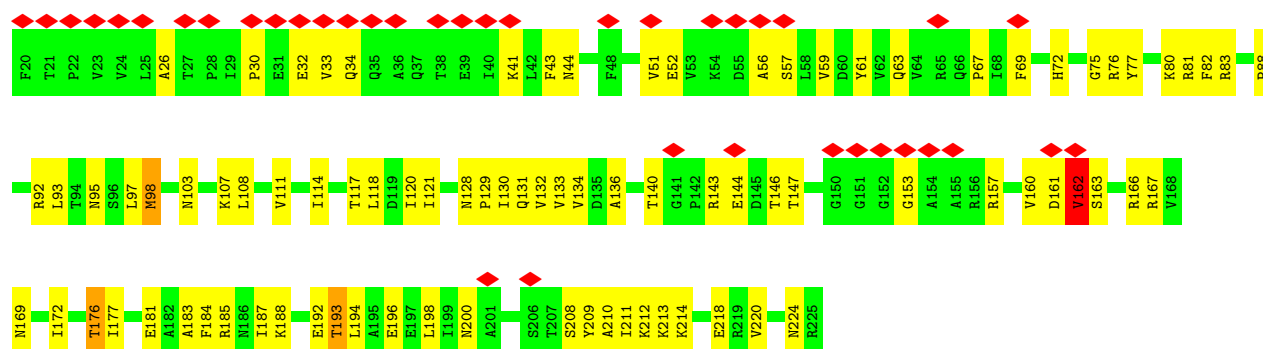 F20 T21 P22 V23 V24 L25 A26 T27 P28 I29 P30 E31 E32 V33 Q34 Q35 A36 Q37 T38 E39 I40 K41 L42 F43 N44 F48 V51 E52 V53 K54 D55 A56 S57 L58 V59 D60 Y61 V62 Q63 V64 R65 Q66 P67 I68 F69 H72 G75 R76 Y77 K80 R81 F82 R83 R88
R92 L93 T94 N95 S96 L97 M98 N103 K107 L108 V111 I114 T117 L118 D119 I120 I121 N128 P129 I130 Q131 V132 V133 V134 D135 A136 T140 G141 P142 R143 E144 D145 T146 T147 G150 G151 G152 G153 A154 A155 R156 R157 V160 D161 V162 S163 R166 R167 V168
N169 I172 T176 I177 E181 A182 A183 F184 R185 N186 I187 K188 E192 T193 L194 A195 E196 E197 L198 I199 N200 A201 S206 T207 S208 Y209 A210 I211 K212 K213 K214 E218 R219 V220 N224 R225